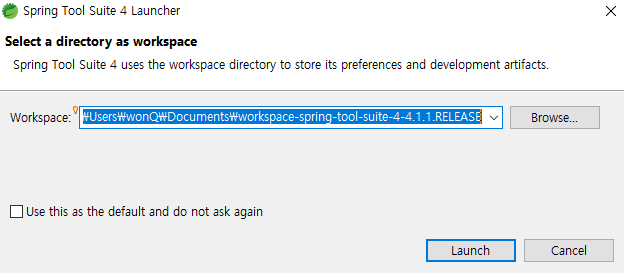 Spring Tool Suite 4 Launcher
Select a directory as workspace
Spring Tool Suite 4 uses the workspace directory to store its preferences and development artifacts.
Workspace: ₩Users₩wonQ₩Documents₩workspace-spring-tool-suite-4-4.1.1.RELEASE Browse...
Use this as the default and do not ask again
Launch Cancel